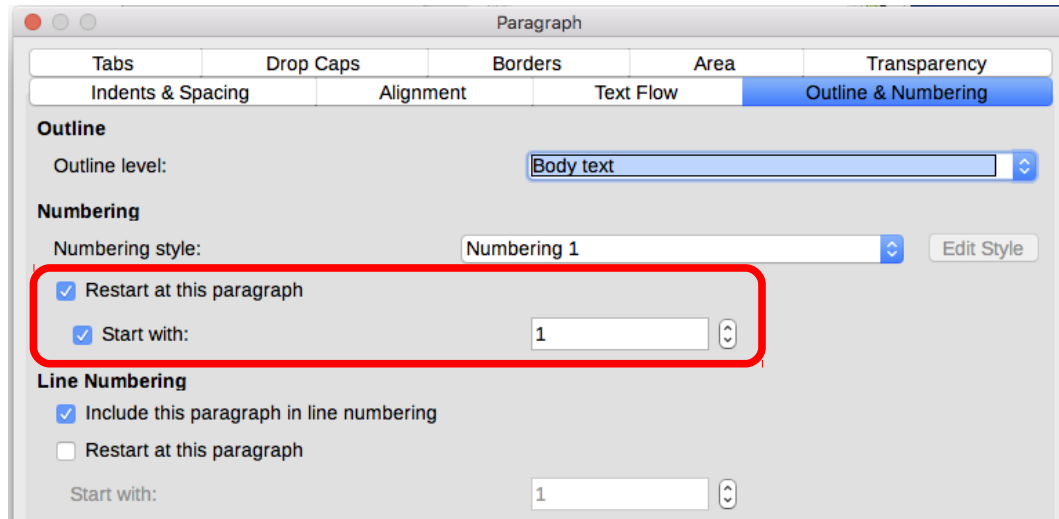 Paragraph
Tabs Drop Caps Borders Area Transparency
Indents & Spacing Alignment Text Flow Outline & Numbering
Outline
Outline level: Body text
Numbering
Numbering style: Numbering 1 Edit Style
Restart at this paragraph
Start with: 1
Line Numbering
Include this paragraph in line numbering
Restart at this paragraph
Start with: 1